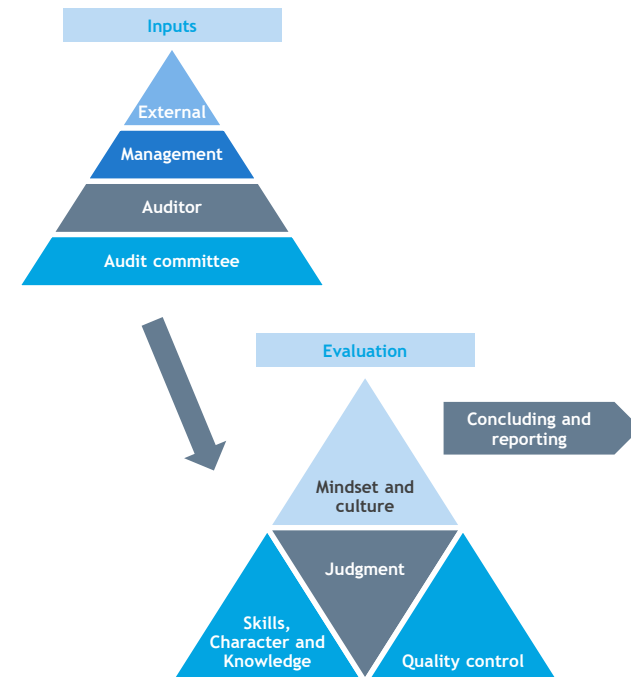 Inputs
External
Management
Auditor
Audit committee
Evaluation
Concluding and
reporting
Mindset and
culture
Judgment
Skills,
Character and
Knowledge
Quality control